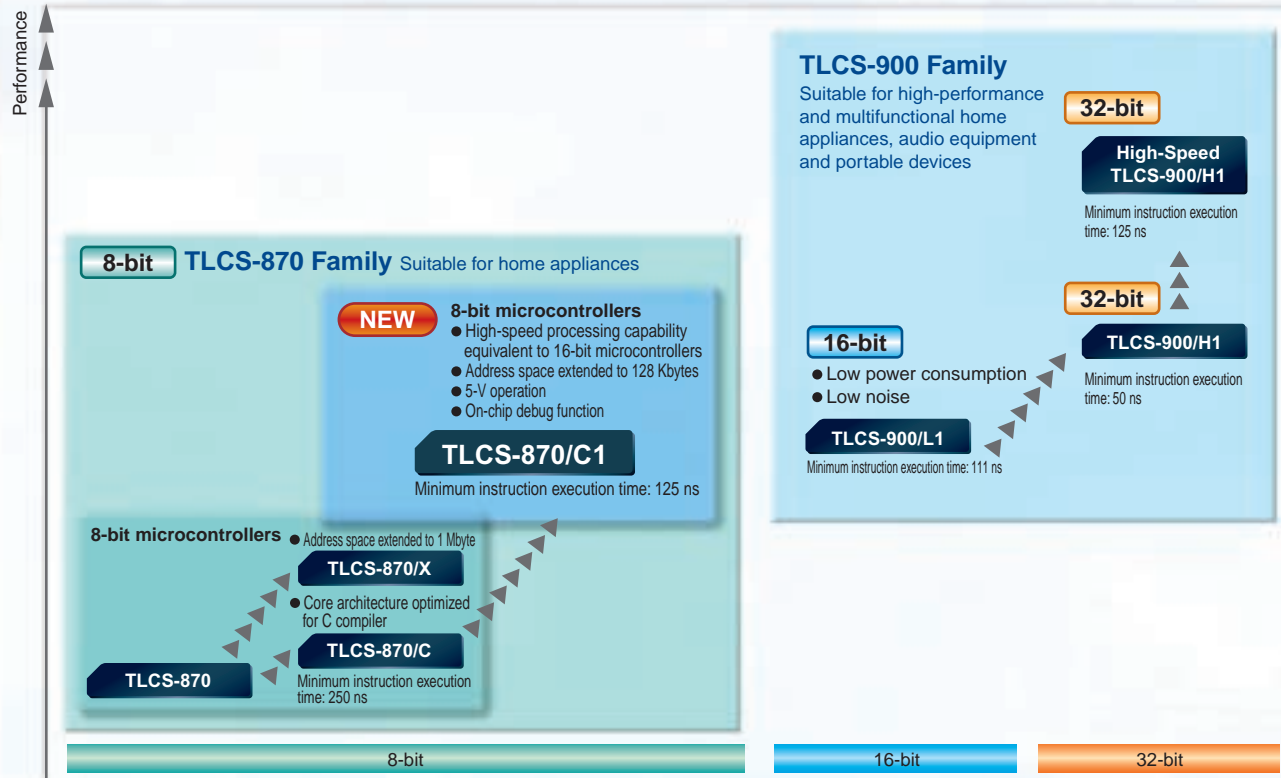 Performance
TLCS-900 Family
Suitable for high-performance
and multifunctional home
appliances, audio equipment
and portable devices
32-bit
High-Speed
TLCS-900/H1
Minimum instruction execution
time: 125 ns
32-bit
TLCS-900/H1
Minimum instruction execution
time: 50 ns
16-bit
● Low power consumption
● Low noise
TLCS-900/L1
Minimum instruction execution time: 111 ns
8-bit TLCS-870 Family Suitable for home appliances
NEW
8-bit microcontrollers
● High-speed processing capability
equivalent to 16-bit microcontrollers
● Address space extended to 128 Kbytes
● 5-V operation
● On-chip debug function
TLCS-870/C1
Minimum instruction execution time: 125 ns
8-bit microcontrollers
● Address space extended to 1 Mbyte
TLCS-870/X
● Core architecture optimized
for C compiler
TLCS-870/C
Minimum instruction execution
time: 250 ns
TLCS-870
8-bit
16-bit
32-bit